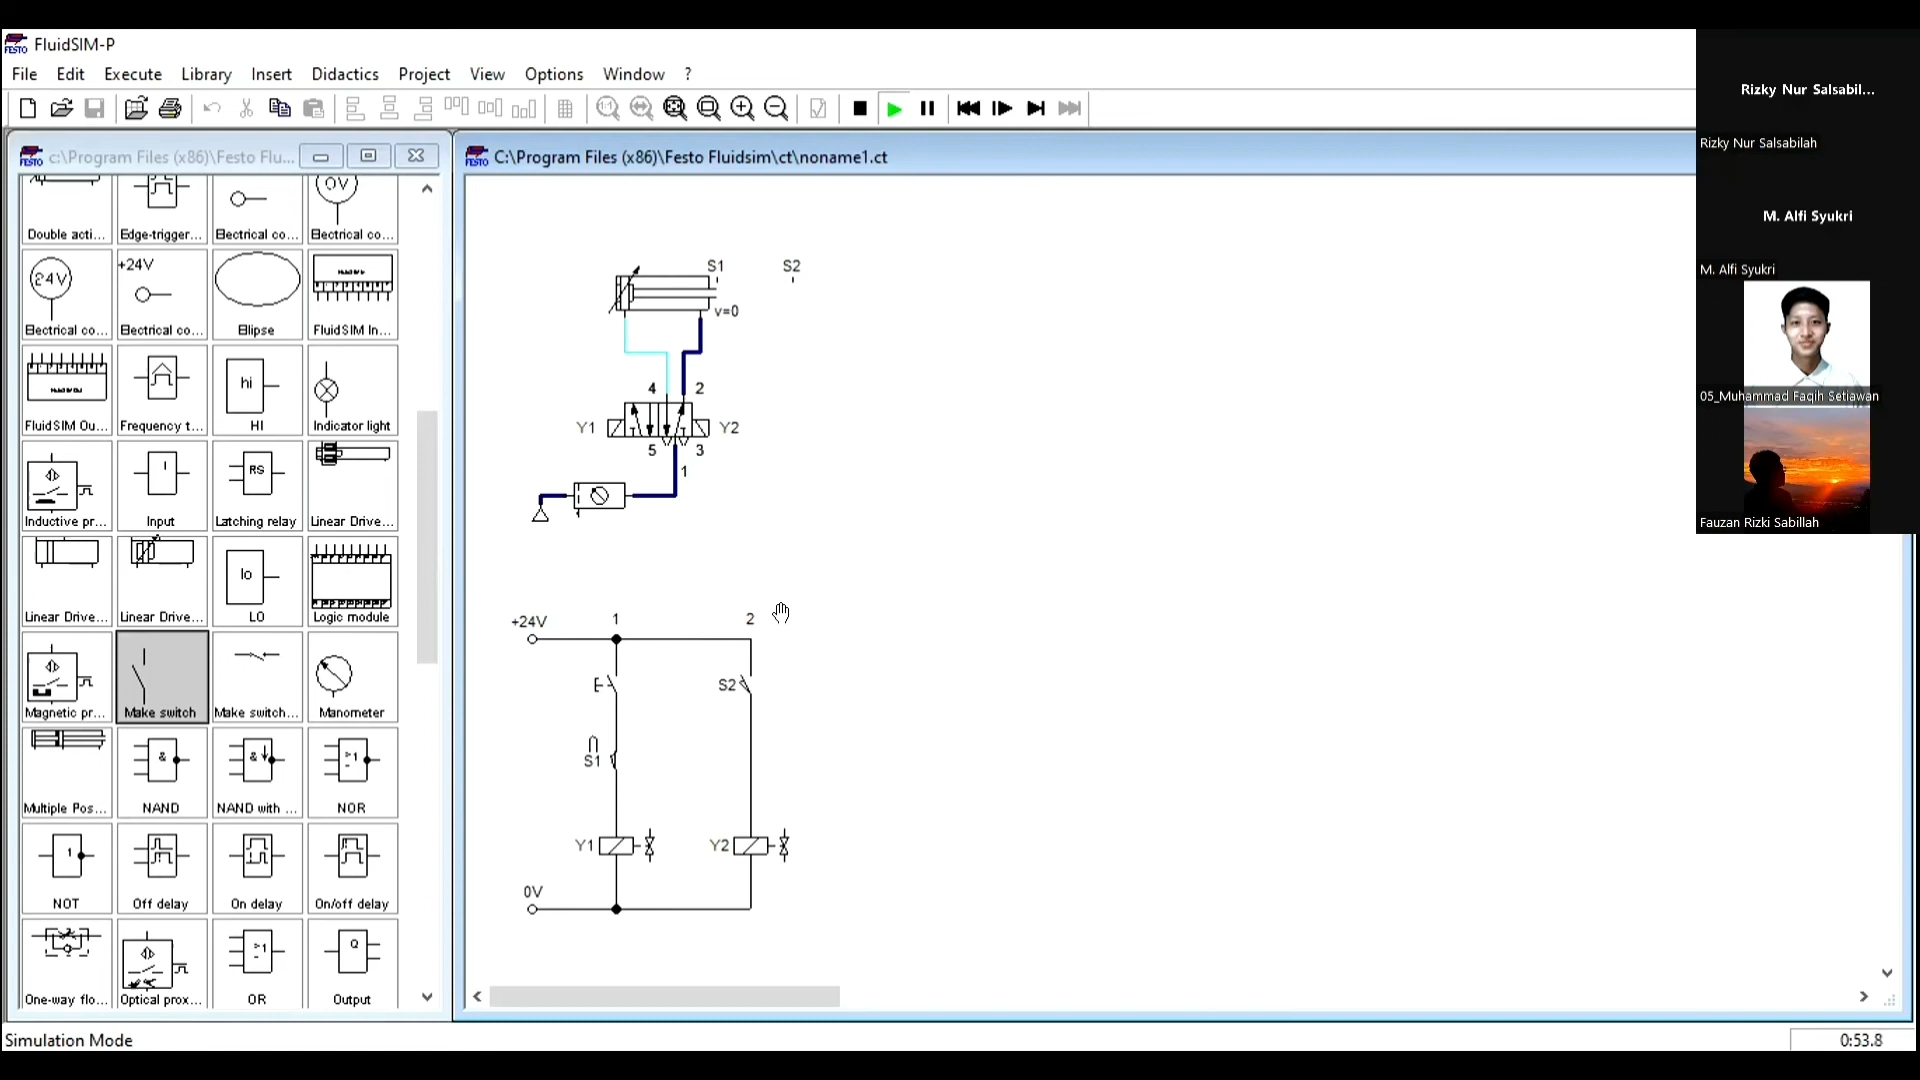 FluidSIM-P
File Edit Execute Library Insert Didactics Project View Options Window ?
c:\Program Files (x86)\Festo Flu...
C:\Program Files (x86)\Festo Fluidsim\ct\noname1.ct
FESTO
0V
Double acti... Edge-trigger... Electrical co... Electrical co...
24V +24V
Electrical co... Electrical co... Elipse FluidSIM In...
hi
FluidSIM Ou... Frequency t... HI Indicator light
I RS
Inductive pr... Input Latching relay Linear Drive...
lo
Linear Drive... Linear Drive... LO Logic module
Magnetic pr... Make switch Make switch... Manometer
& & >1
Multiple Pos... NAND NAND with ... NOR
1
NOT Off delay On delay On/off delay
>1 Q
One-way flo... Optical prox... OR Output
S1 S2
v=0
4 2
Y1 Y2
5 3
1
+24V 1 2
S2
S1
Y1 Y2
0V
Rizky Nur Salsabil...
Rizky Nur Salsabilah
M. Alfi Syukri
M. Alfi Syukri
05_Muhammad Faqih Setiawan
Fauzan Rizki Sabillah
Simulation Mode
0:53.8